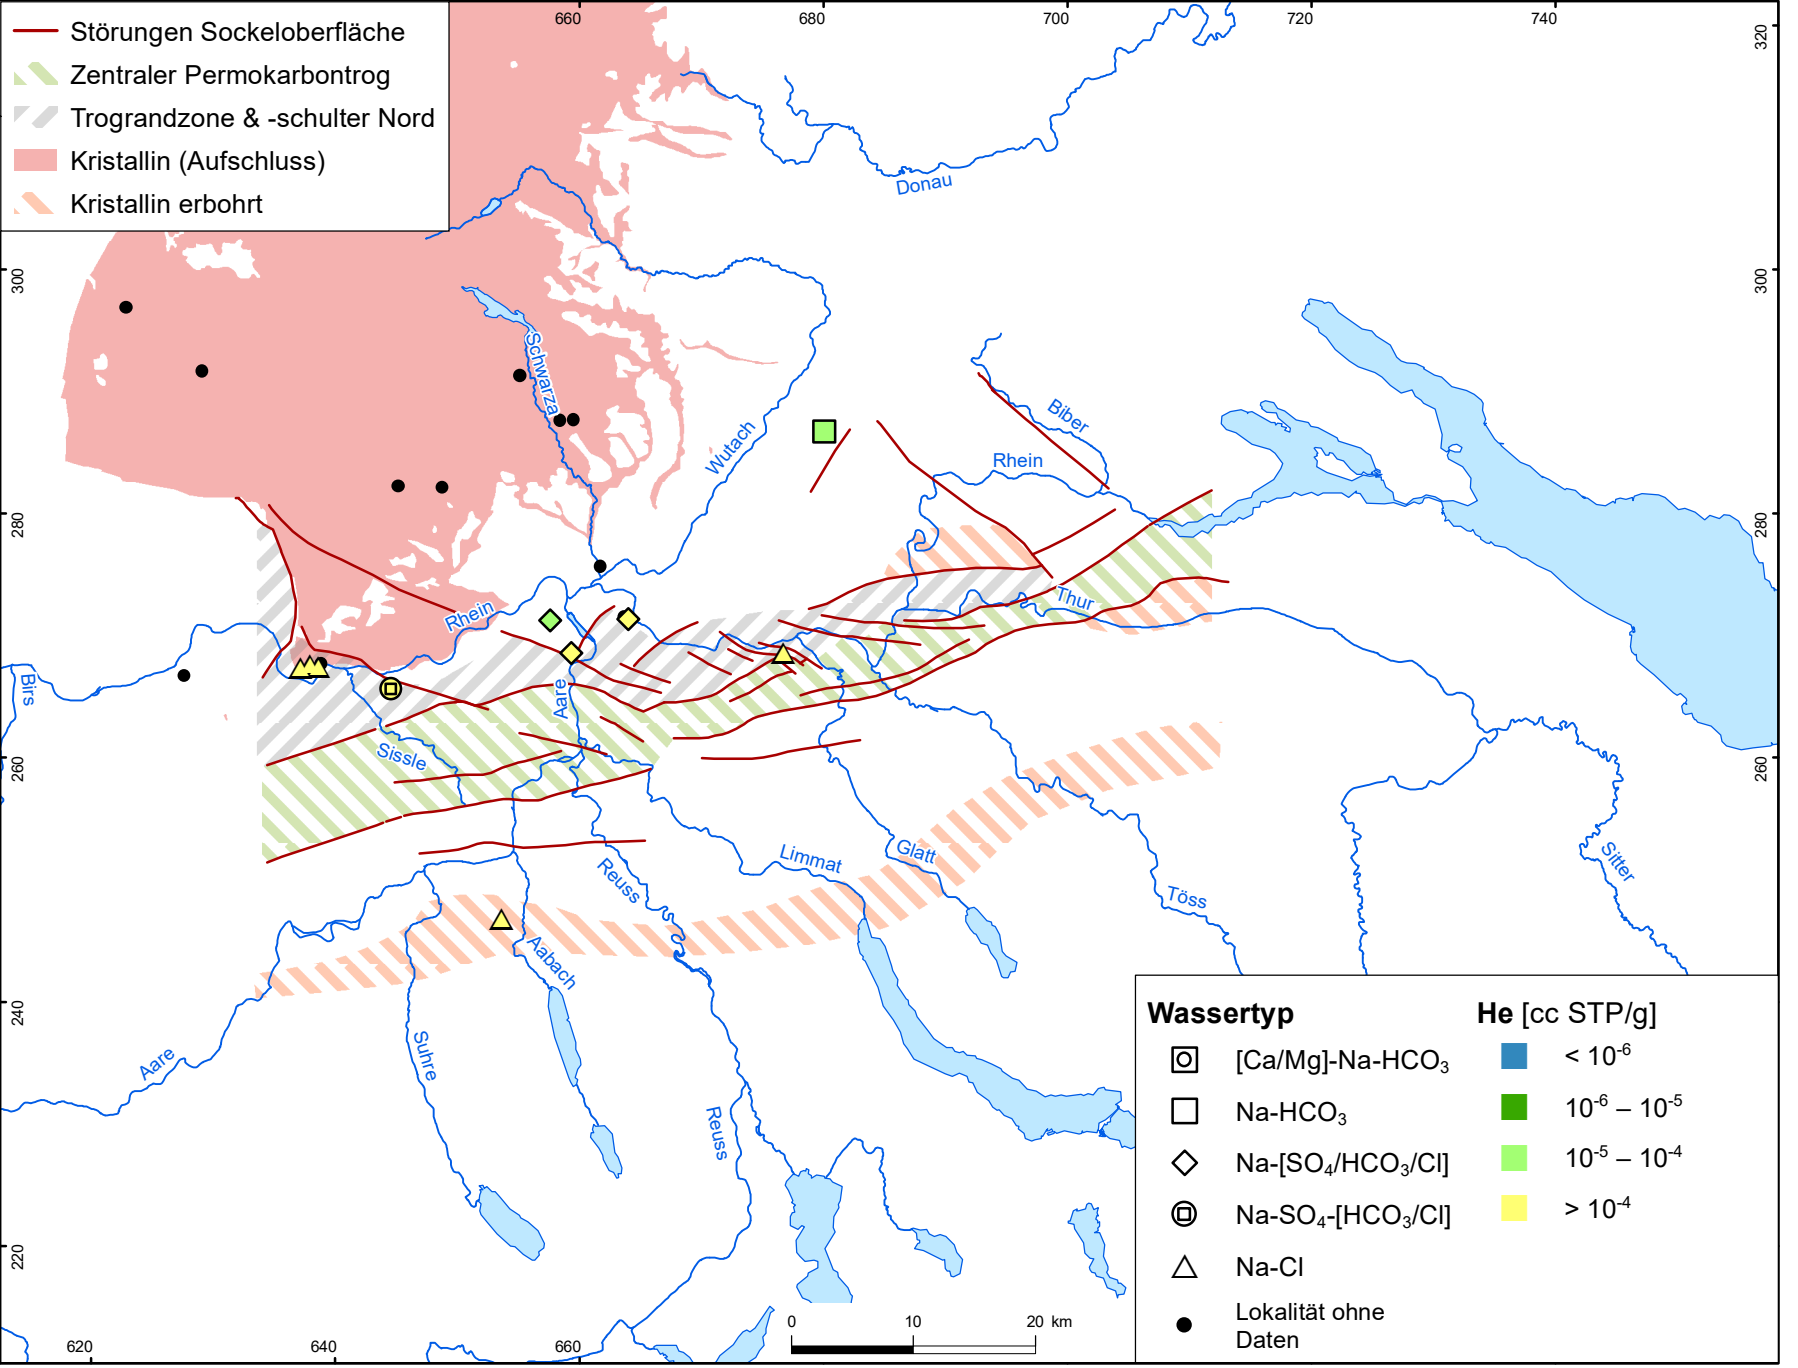 660
680
700
720
740
320
Störungen Sockeloberfläche
Zentraler Permokarbontrog
Trograndzone & -schulter Nord
Kristallin (Aufschluss)
Kristallin erbohrt
Donau
300
300
Schwarza
Wutach
Biber
Rhein
280
280
Rhein
Thur
Birs
Aare
Sissle
260
260
Limmat
Glatt
Reuss
Töss
Sitter
Aabach
240
Aare
Suhre
Reuss
220
Wassertyp
[Ca/Mg]-Na-HCO₃
Na-HCO₃
Na-[SO₄/HCO₃/Cl]
Na-SO₄-[HCO₃/Cl]
Na-Cl
Lokalität ohne
Daten
He [cc STP/g]
< 10⁻⁶
10⁻⁶ – 10⁻⁵
10⁻⁵ – 10⁻⁴
> 10⁻⁴
0 10 20 km
620
640
660